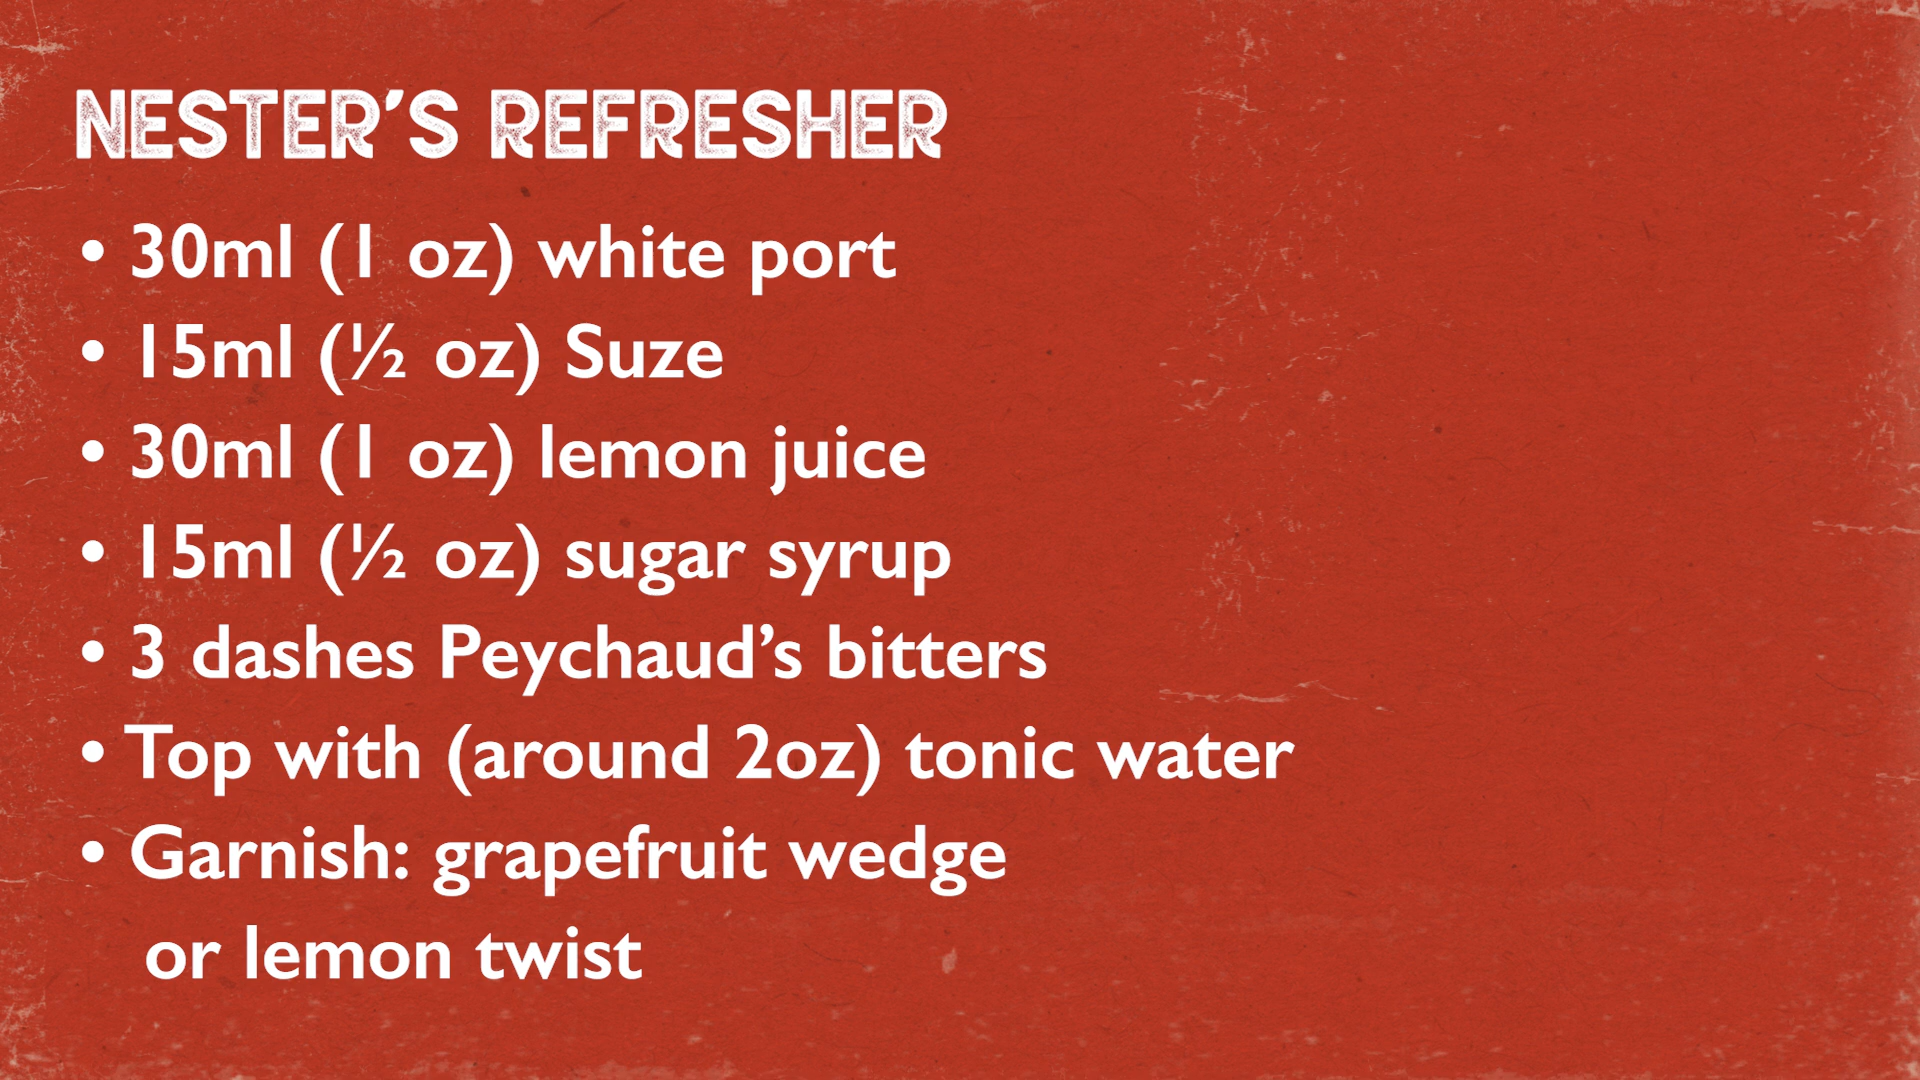 NESTER'S REFRESHER
• 30ml (1 oz) white port
• 15ml (½ oz) Suze
• 30ml (1 oz) lemon juice
• 15ml (½ oz) sugar syrup
• 3 dashes Peychaud’s bitters
• Top with (around 2oz) tonic water
• Garnish: grapefruit wedge
or lemon twist